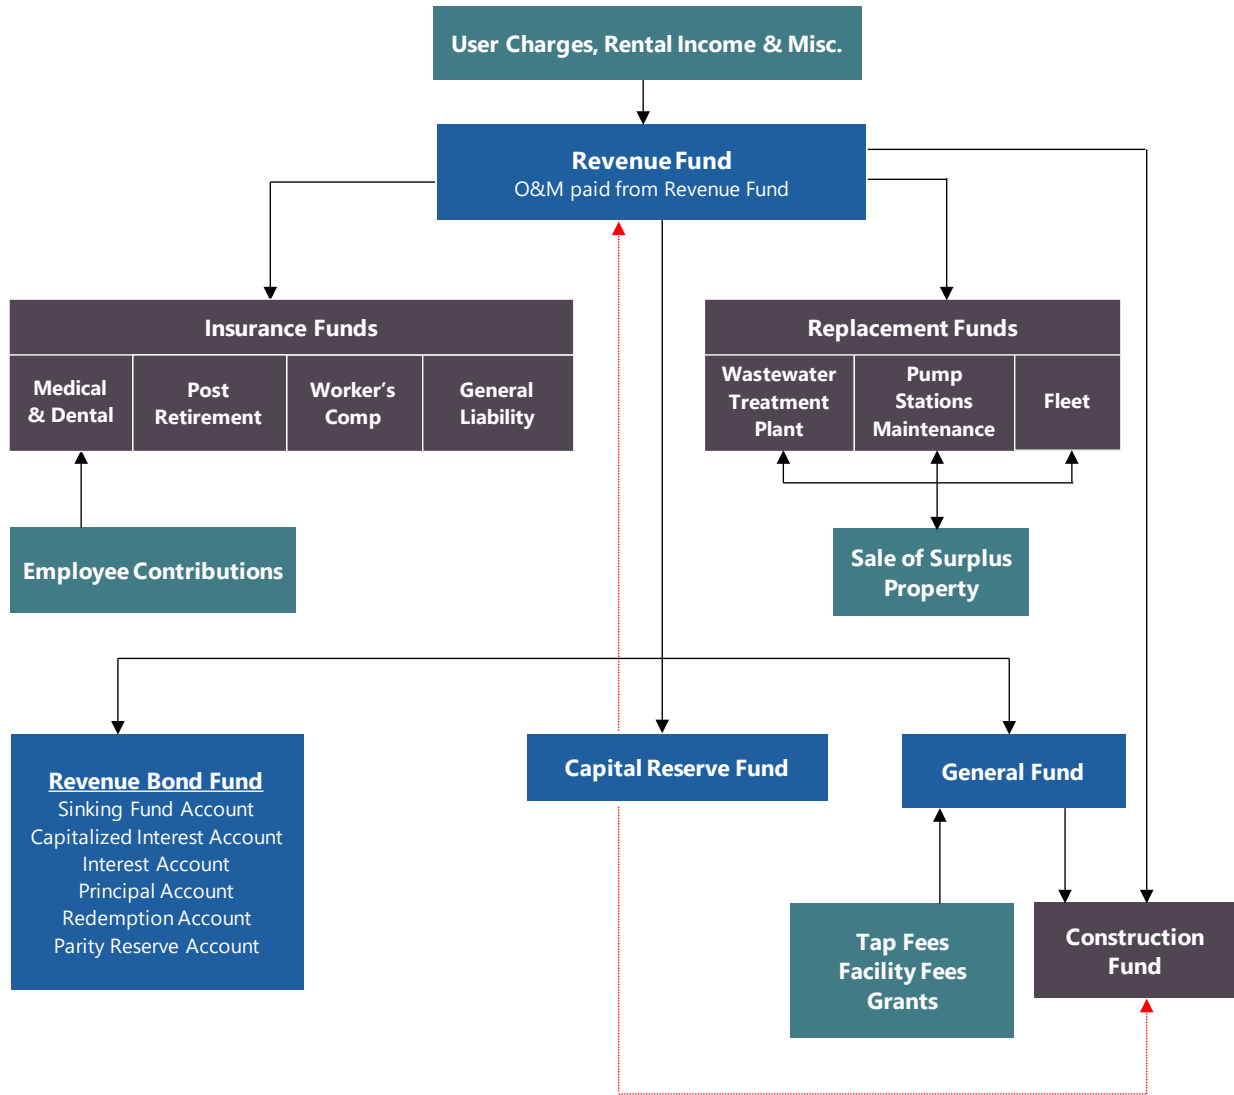 User Charges, Rental Income & Misc.
Revenue Fund
O&M paid from Revenue Fund
Insurance Funds
Medical
& Dental
Post
Retirement
Worker’s
Comp
General
Liability
Replacement Funds
Wastewater
Treatment
Plant
Pump
Stations
Maintenance
Fleet
Employee Contributions
Sale of Surplus
Property
Revenue Bond Fund
Sinking Fund Account
Capitalized Interest Account
Interest Account
Principal Account
Redemption Account
Parity Reserve Account
Capital Reserve Fund
General Fund
Tap Fees
Facility Fees
Grants
Construction
Fund